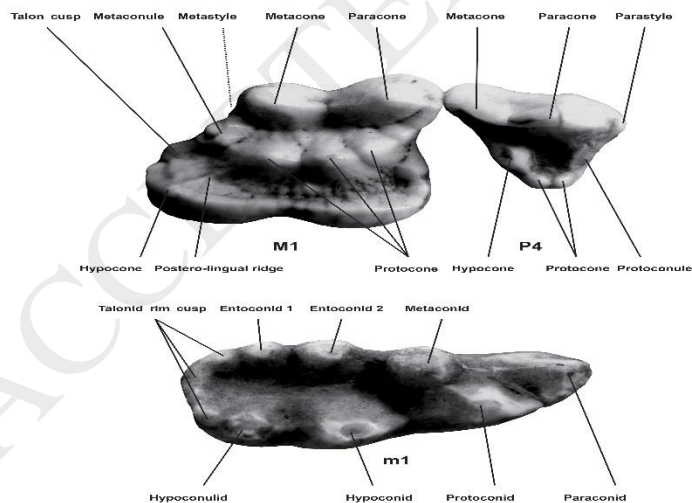 Talon cusp Metaconule Metastyle Metacone Paracone Metacone Paracone Parastyle
M1 P4
Hypocone Postero-lingual ridge Protocone Hypocone Protocone Protoconule
Talonid rim cusp Entoconid 1 Entoconid 2 Metaconid
m1
Hypoconulid Hypoconid Protoconid Paraconid